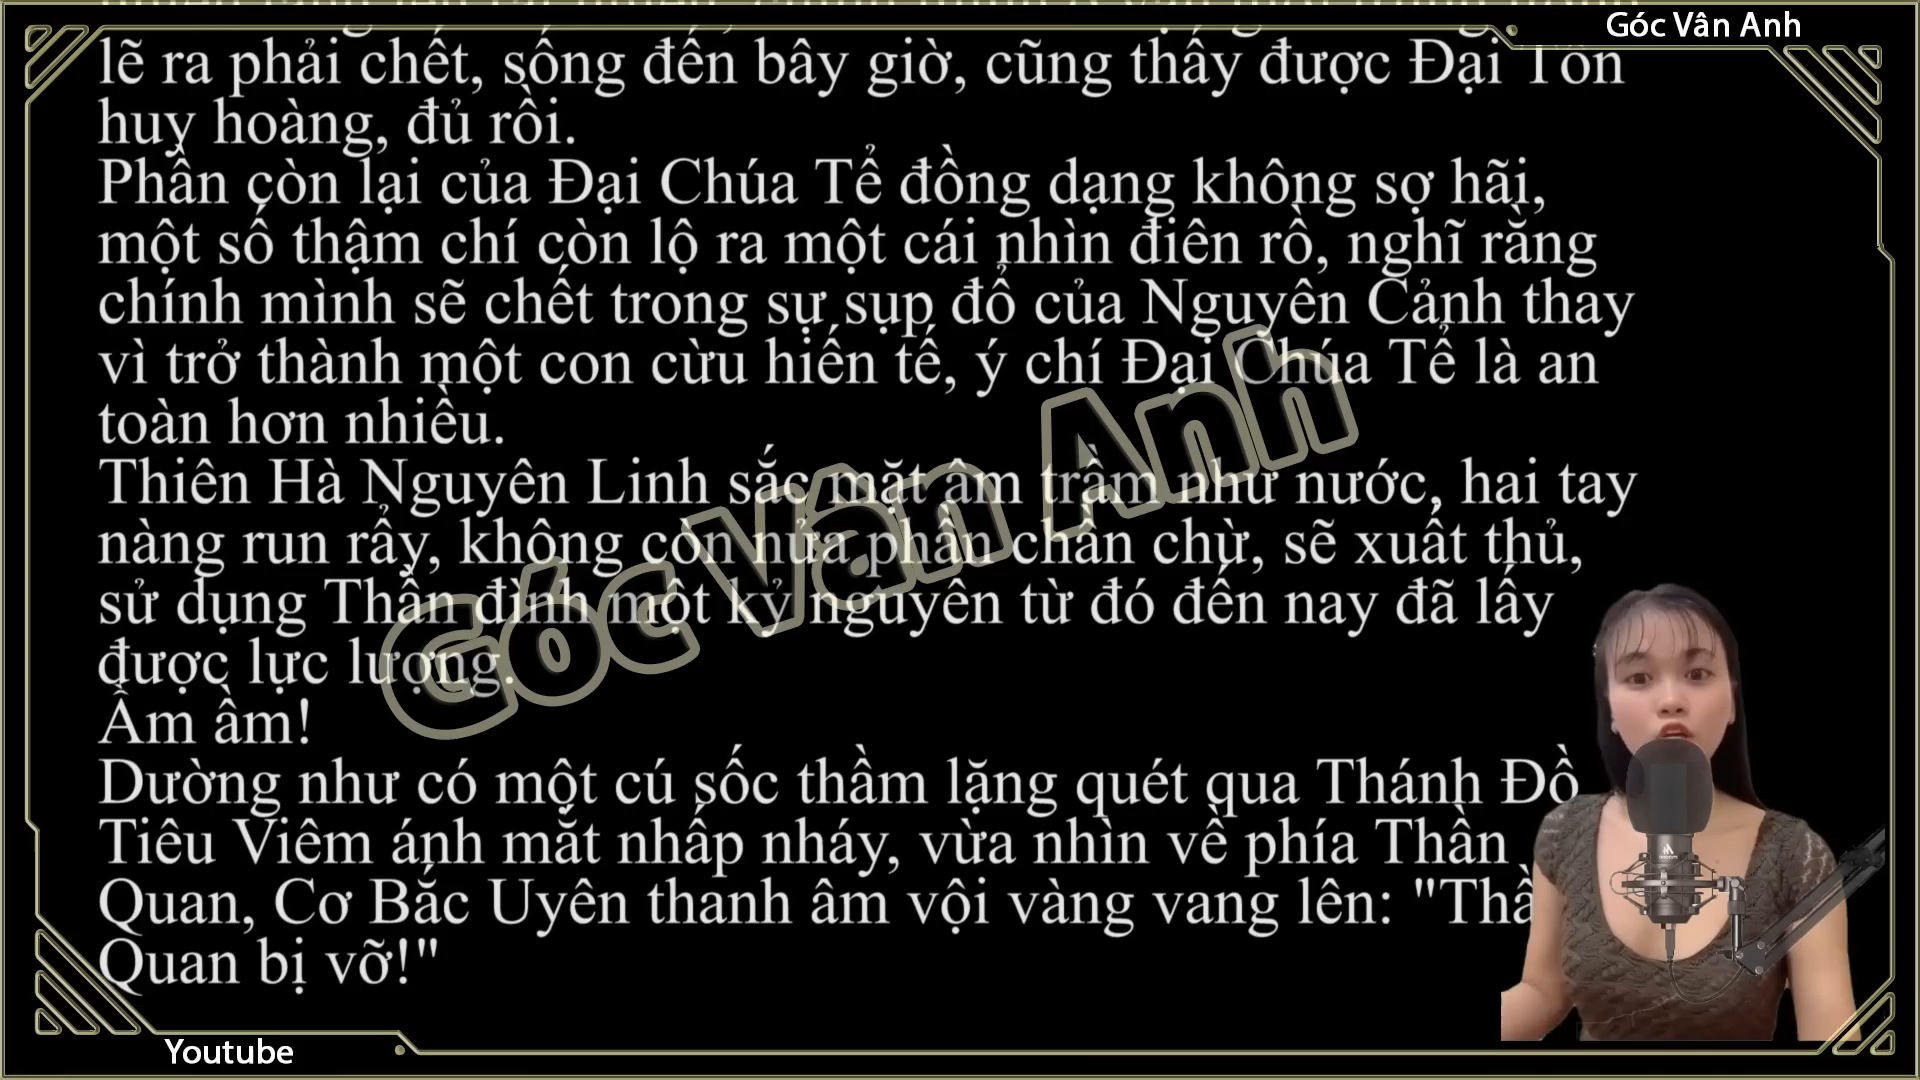 Góc Vân Anh
lẽ ra phải chết, sống đến bây giờ, cũng thấy được Đại Tôn
huy hoàng, đủ rồi.
Phần còn lại của Đại Chúa Tể đồng dạng không sợ hãi,
một số thậm chí còn lộ ra một cái nhìn điên rồ, nghĩ rằng
chính mình sẽ chết trong sự sụp đổ của Nguyên Cảnh thay
vì trở thành một con cừu hiến tế, ý chí Đại Chúa Tể là an
toàn hơn nhiều.
Thiên Hà Nguyên Linh sắc mặt âm trầm như nước, hai tay
nàng run rẩy, không còn nửa phần chần chừ, sẽ xuất thủ,
sử dụng Thần đình một kỷ nguyên từ đó đến nay đã lấy
được lực lượng.
Ầm ầm!
Dường như có một cú sốc thầm lặng quét qua Thánh Đồ
Tiêu Viêm ánh mắt nhấp nháy, vừa nhìn về phía Thần
Quan, Cơ Bắc Uyên thanh âm vội vàng vang lên: "Thầ
Quan bị vỡ!"
Góc Vân Anh
Youtube